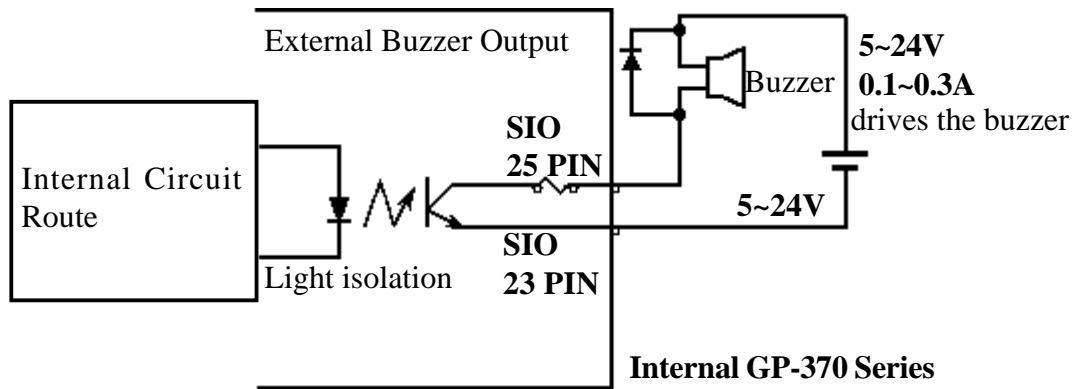 External Buzzer Output
5~24V
0.1~0.3A
drives the buzzer
Buzzer
SIO
25 PIN
Internal Circuit
Route
5~24V
SIO
23 PIN
Light isolation
Internal GP-370 Series